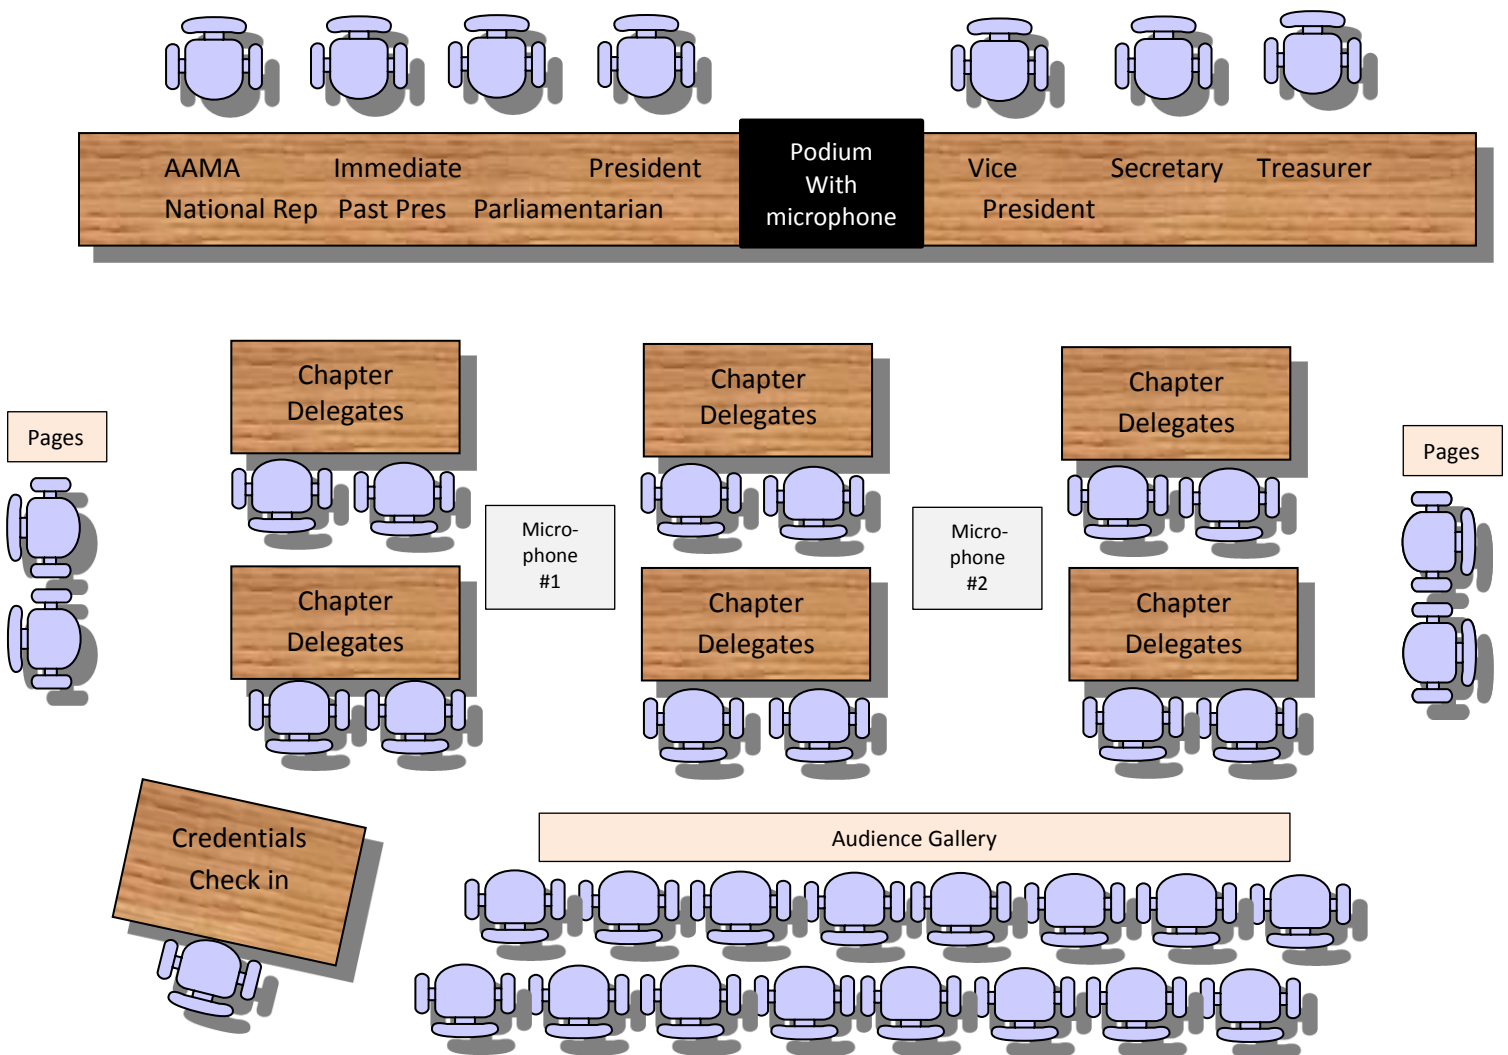 AAMA Immediate President
National Rep Past Pres Parliamentarian
Podium
With
microphone
Vice Secretary Treasurer
President
Chapter
Delegates
Chapter
Delegates
Chapter
Delegates
Pages
Pages
Micro-
phone
#1
Micro-
phone
#2
Chapter
Delegates
Chapter
Delegates
Chapter
Delegates
Credentials
Check in
Audience Gallery